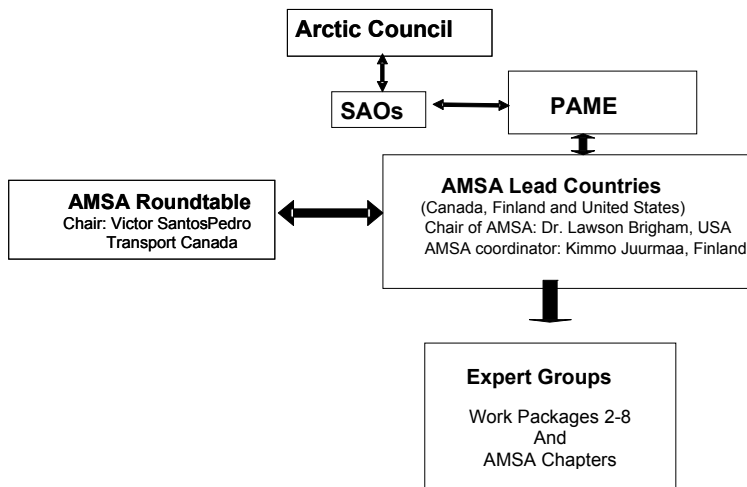 Arctic Council
SAOs
PAME
AMSA Roundtable
Chair: Victor SantosPedro
Transport Canada
AMSA Lead Countries
(Canada, Finland and United States)
Chair of AMSA: Dr. Lawson Brigham, USA
AMSA coordinator: Kimmo Juurmaa, Finland
Expert Groups
Work Packages 2-8
And
AMSA Chapters